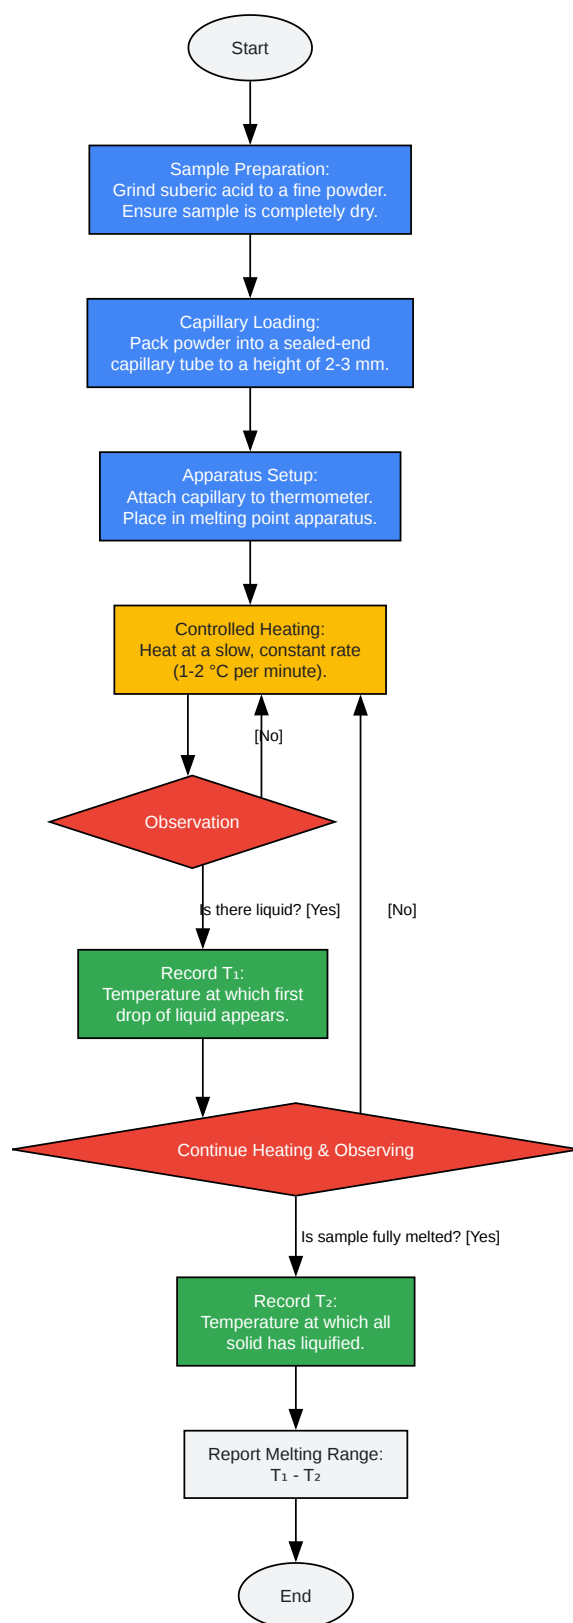 Start
Sample Preparation:
Grind suberic acid to a fine powder.
Ensure sample is completely dry.
Capillary Loading:
Pack powder into a sealed-end
capillary tube to a height of 2-3 mm.
Apparatus Setup:
Attach capillary to thermometer.
Place in melting point apparatus.
Controlled Heating:
Heat at a slow, constant rate
(1-2 °C per minute).
[No]
Observation
Is there liquid? [Yes]
[No]
Record T₁:
Temperature at which first
drop of liquid appears.
Continue Heating & Observing
Is sample fully melted? [Yes]
Record T₂:
Temperature at which all
solid has liquified.
Report Melting Range:
T₁ - T₂
End